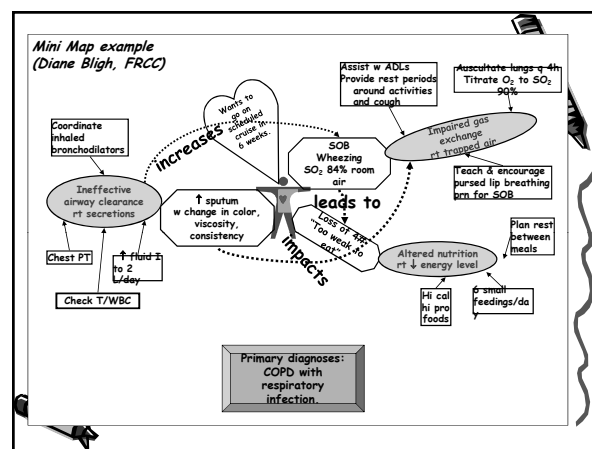 Mini Map example
(Diane Bligh, FRCC)
Assist w ADLs
Provide rest periods
around activities
and cough
Auscultate lungs q 4h
Titrate O₂ to SO₂
90%
Wants to
go on
scheduled
cruise in
6 weeks.
Coordinate
inhaled
bronchodilators
increases
SOB
Wheezing
SO₂ 84% room
air
Impaired gas
exchange
rt trapped air
Teach & encourage
pursed lip breathing
prn for SOB
Ineffective
airway clearance
rt secretions
↑ sputum
w change in color,
viscosity,
consistency
leads to
Loss of 4#.
"Too weak to
eat"
impacts
Altered nutrition
rt ↓ energy level
Plan rest
between
meals
Chest PT
↑ fluid I
to 2
L/day
Check T/WBC
Hi cal
hi pro
foods
6 small
feedings/da
y
Primary diagnoses:
COPD with
respiratory
infection.